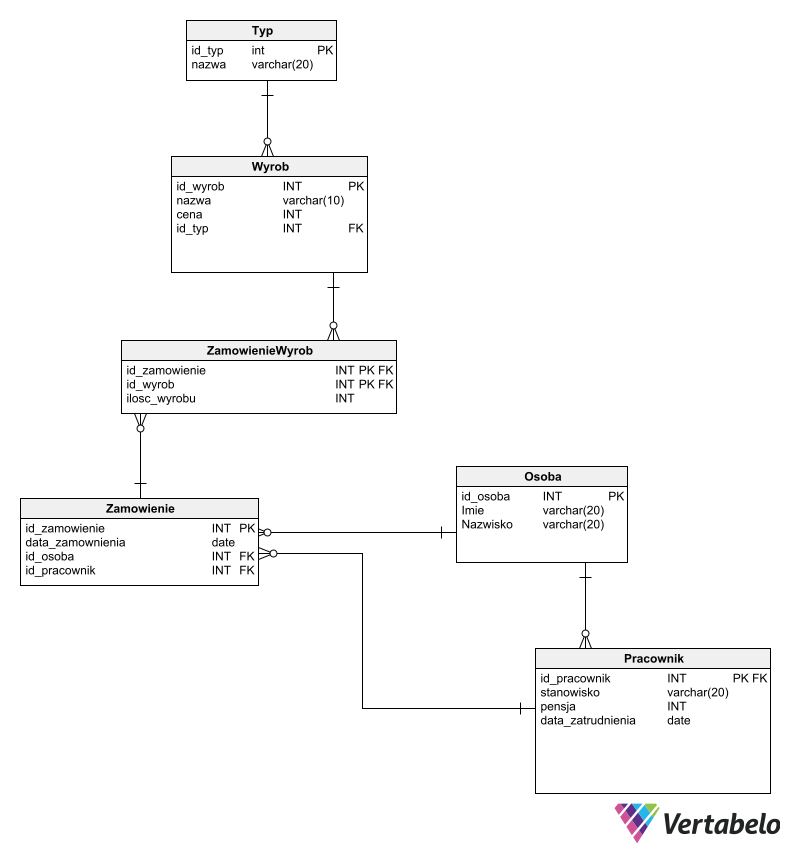 Typ
id_typ int PK
nazwa varchar(20)
Wyrob
id_wyrob INT PK
nazwa varchar(10)
cena INT
id_typ INT FK
ZamowienieWyrob
id_zamowienie INT PK FK
id_wyrob INT PK FK
ilosc_wyrobu INT
Zamowienie
id_zamowienie INT PK
data_zamownienia date
id_osoba INT FK
id_pracownik INT FK
Osoba
id_osoba INT PK
Imie varchar(20)
Nazwisko varchar(20)
Pracownik
id_pracownik INT PK FK
stanowisko varchar(20)
pensja INT
data_zatrudnienia date
Vertabelo